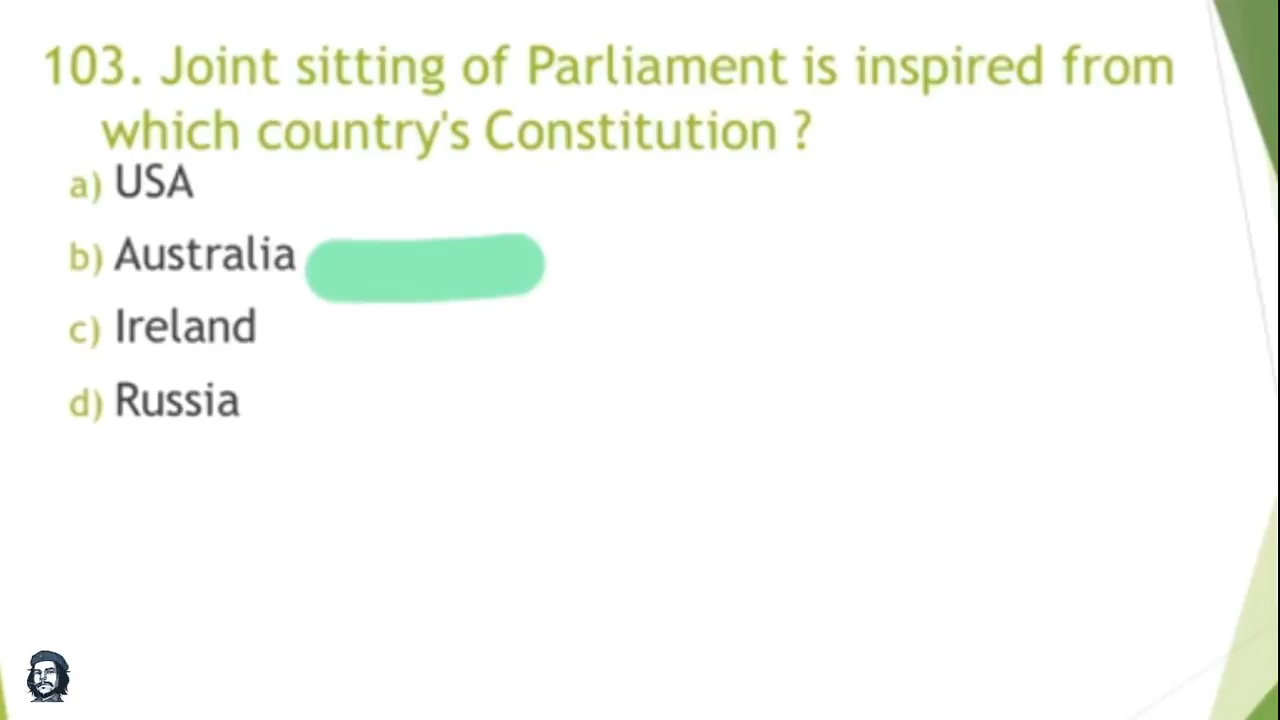 103. Joint sitting of Parliament is inspired from
which country's Constitution ?
a) USA
b) Australia
c) Ireland
d) Russia